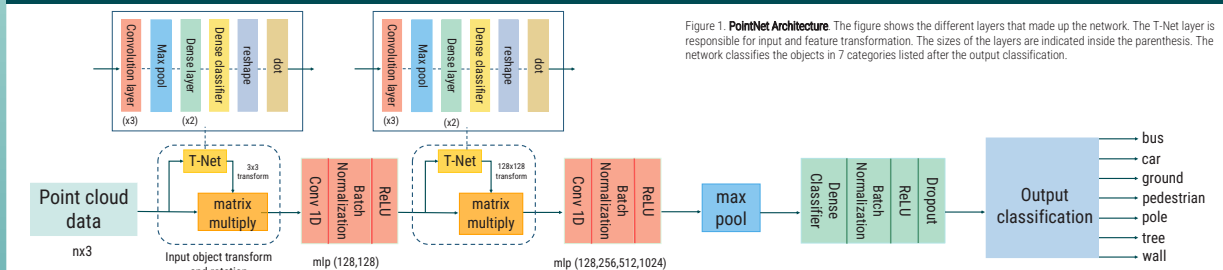 Figure 1. PointNet Architecture. The figure shows the different layers that made up the network. The T-Net layer is
responsible for input and feature transformation. The sizes of the layers are indicated inside the parenthesis. The
network classifies the objects in 7 categories listed after the output classification.
Convolution layer
Max pool
Dense layer
Dense classifier
reshape
dot
(x3)
(x2)
Convolution layer
Max pool
Dense layer
Dense classifier
reshape
dot
(x3)
(x2)
Point cloud
data
nx3
T-Net
3x3
transform
matrix
multiply
Input object transform
and rotation
Conv 1D
Batch
Normalization
ReLU
mlp (128,128)
T-Net
128x128
transform
matrix
multiply
Conv 1D
Batch
Normalization
ReLU
mlp (128,256,512,1024)
max
pool
Dense
Classifier
Batch
Normalization
ReLU
Dropout
Output
classification
bus
car
ground
pedestrian
pole
tree
wall